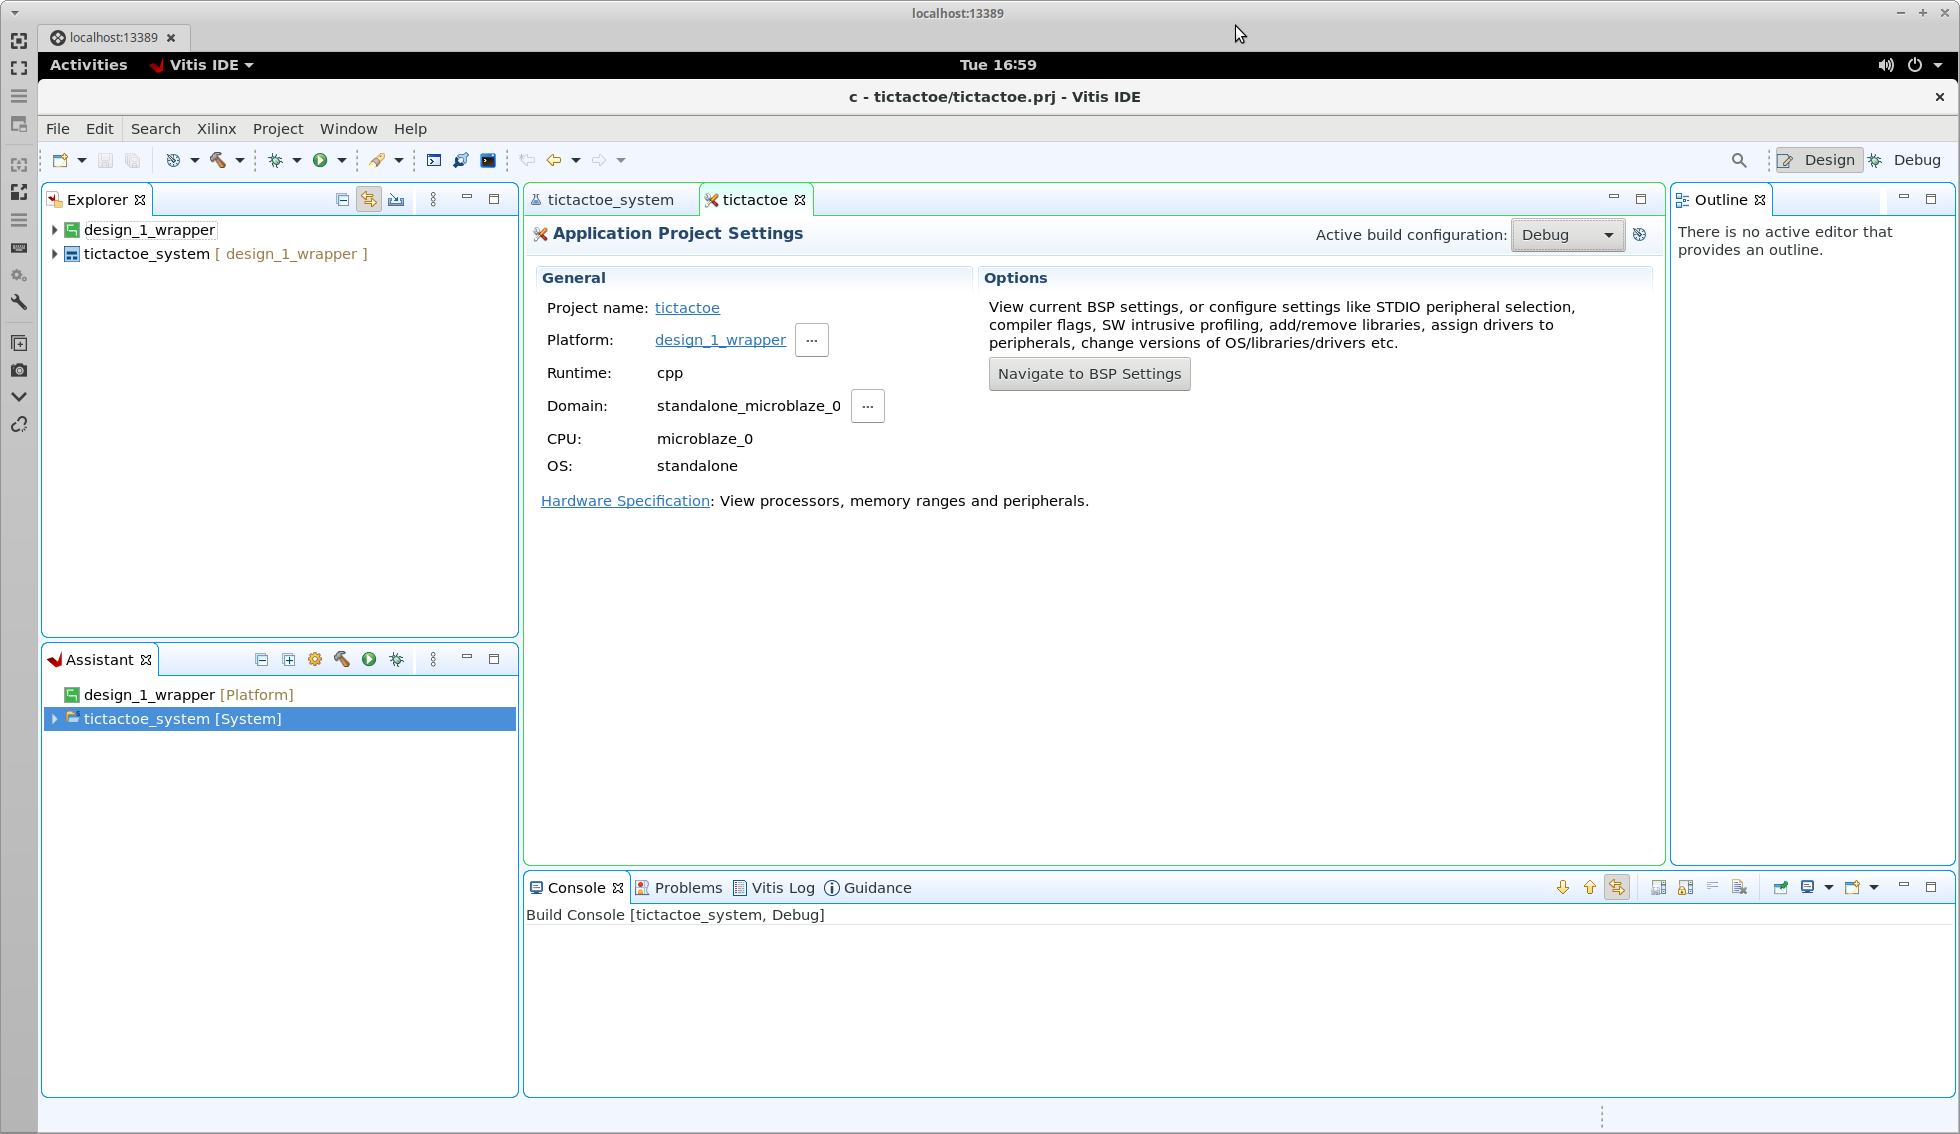 localhost:13389
localhost:13389
Activities Vitis IDE Tue 16:59
c - tictactoe/tictactoe.prj - Vitis IDE
File Edit Search Xilinx Project Window Help
Design Debug
Explorer
design_1_wrapper
tictactoe_system [ design_1_wrapper ]
Assistant
design_1_wrapper [Platform]
tictactoe_system [System]
tictactoe_system tictactoe
Application Project Settings
Active build configuration: Debug
General
Project name: tictactoe
Platform: design_1_wrapper ...
Runtime: cpp
Domain: standalone_microblaze_0 ...
CPU: microblaze_0
OS: standalone
Hardware Specification: View processors, memory ranges and peripherals.
Options
View current BSP settings, or configure settings like STDIO peripheral selection,
compiler flags, SW intrusive profiling, add/remove libraries, assign drivers to
peripherals, change versions of OS/libraries/drivers etc.
Navigate to BSP Settings
Outline
There is no active editor that
provides an outline.
Console Problems Vitis Log Guidance
Build Console [tictactoe_system, Debug]